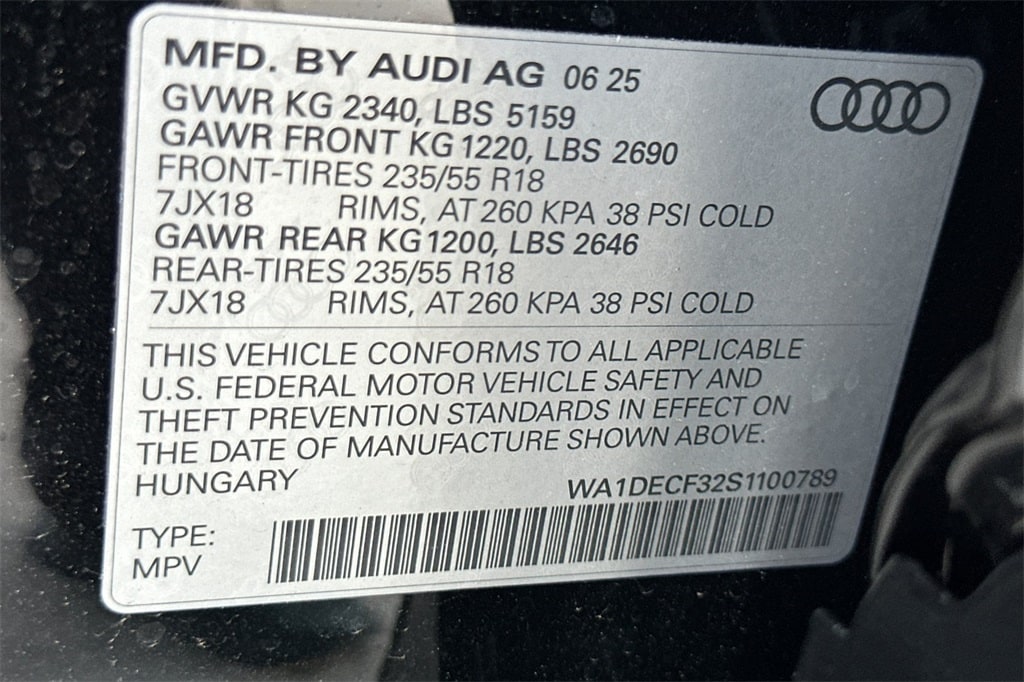 MFD. BY AUDI AG 06 25
GVWR KG 2340, LBS 5159
GAWR FRONT KG 1220, LBS 2690
FRONT-TIRES 235/55 R18
7JX18 RIMS, AT 260 KPA 38 PSI COLD
GAWR REAR KG 1200, LBS 2646
REAR-TIRES 235/55 R18
7JX18 RIMS, AT 260 KPA 38 PSI COLD
THIS VEHICLE CONFORMS TO ALL APPLICABLE
U.S. FEDERAL MOTOR VEHICLE SAFETY AND
THEFT PREVENTION STANDARDS IN EFFECT ON
THE DATE OF MANUFACTURE SHOWN ABOVE.
HUNGARY
WA1DECF32S1100789
TYPE:
MPV